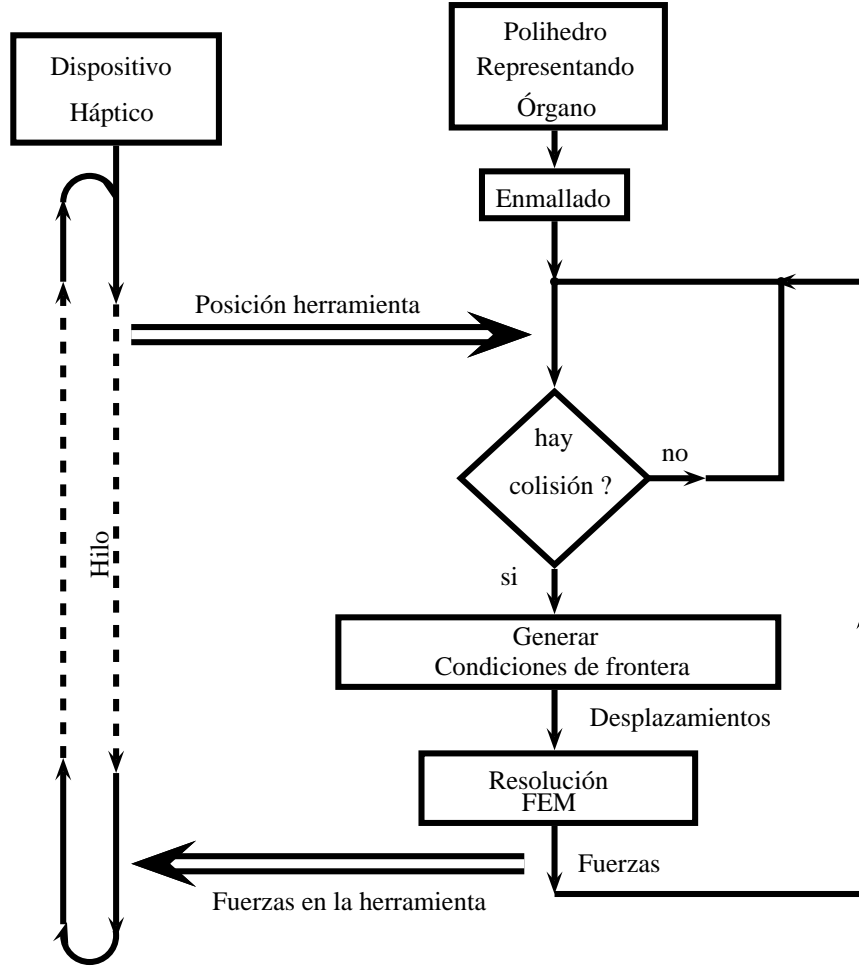 Dispositivo
Háptico
Polihedro
Representando
Órgano
Enmallado
Posición herramienta
hay
colisión ?
no
si
Hilo
Generar
Condiciones de frontera
Desplazamientos
Resolución
FEM
Fuerzas
Fuerzas en la herramienta